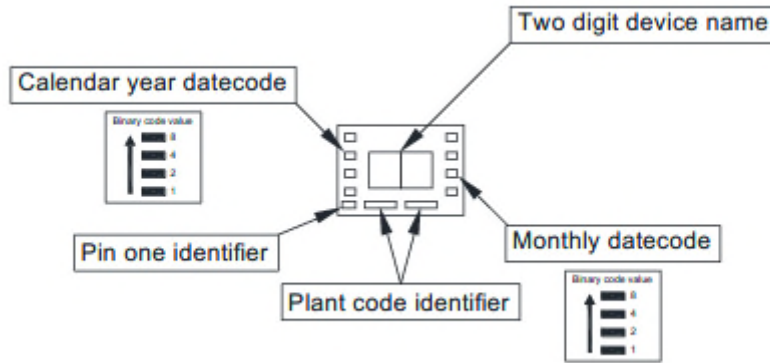 Two digit device name
Calendar year datecode
Binary code value
8
4
2
1
Pin one identifier
Monthly datecode
Plant code identifier
Binary code value
8
4
2
1